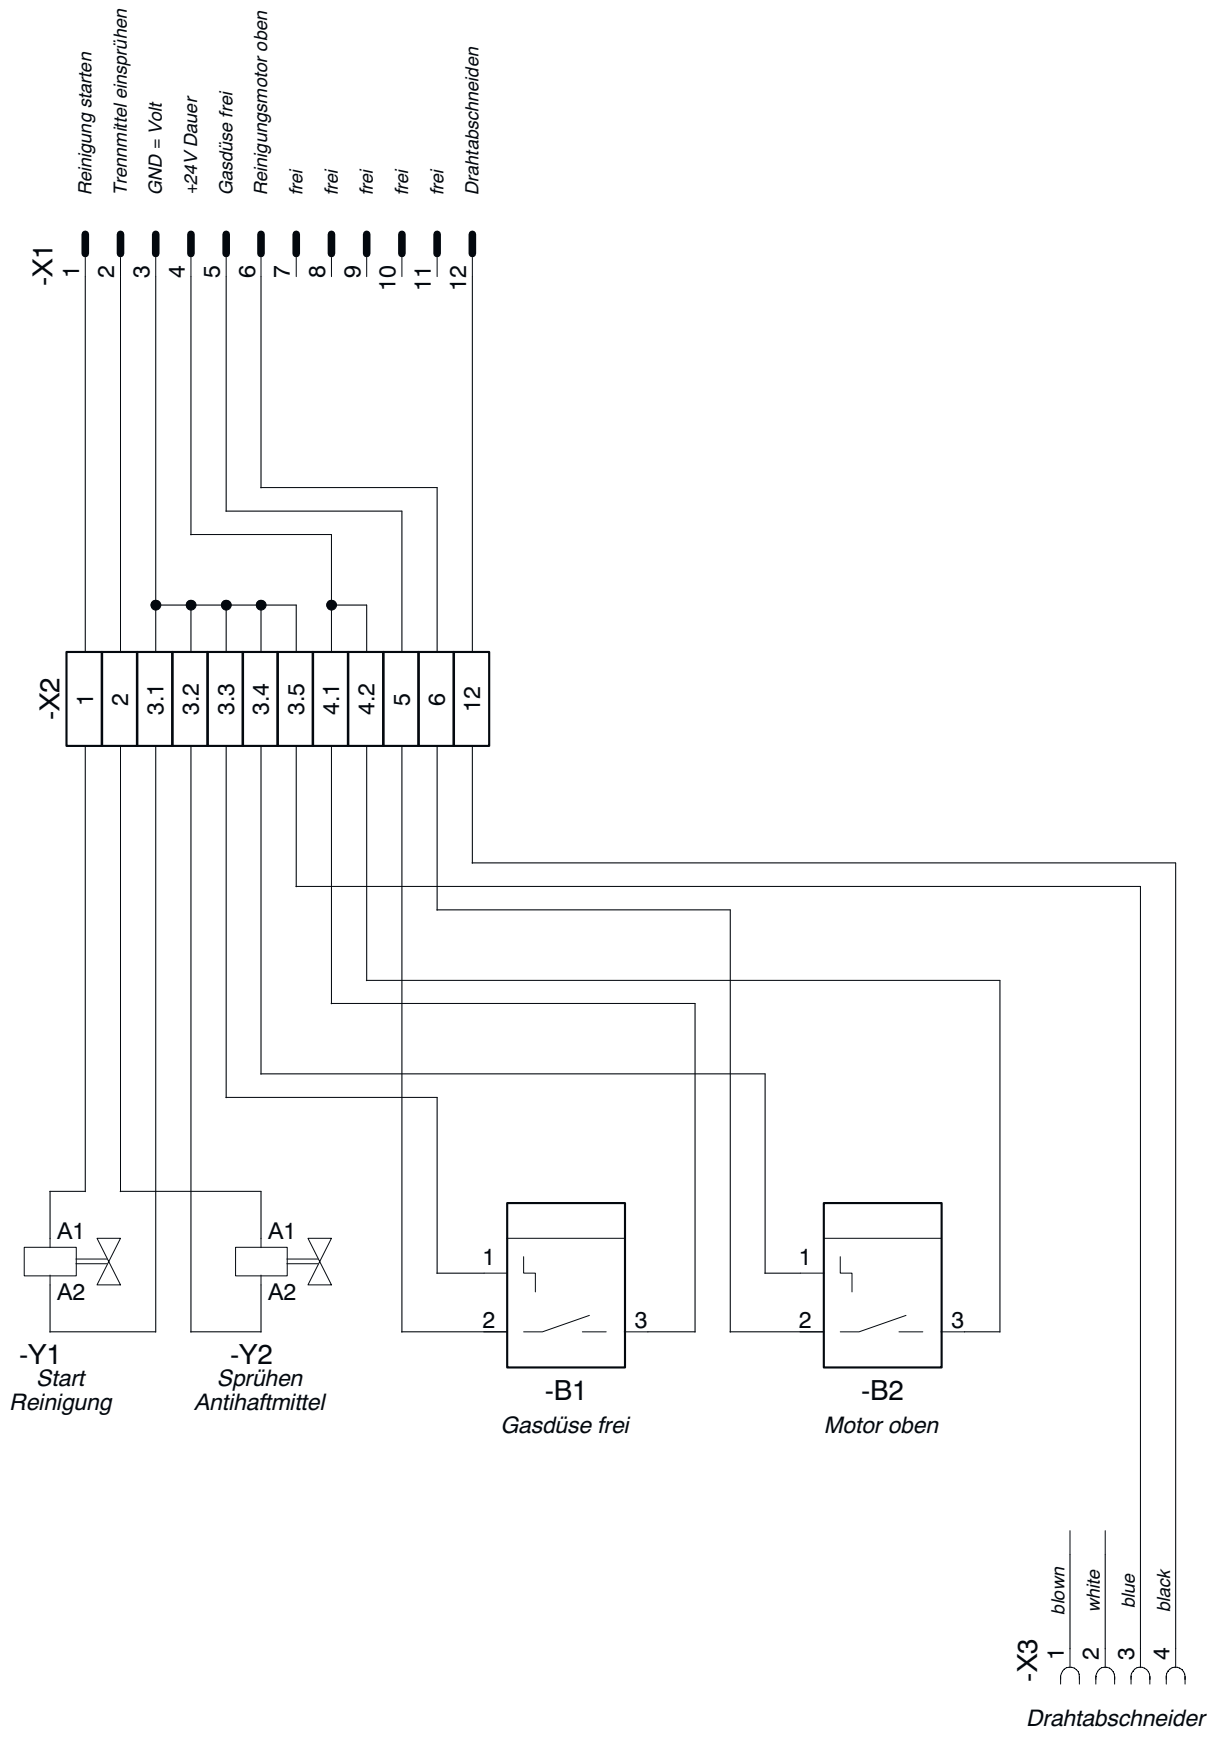 Reinigung starten
Trennmittel einsprühen
GND = Volt
+24V Dauer
Gasdüse frei
Reinigungsmotor oben
frei
frei
frei
frei
frei
Drahtabschneiden
-X1
1
2
3
4
5
6
7
8
9
10
11
12
-X2
1
2
3.1
3.2
3.3
3.4
3.5
4.1
4.2
5
6
12
A1
A2
-Y1
Start
Reinigung
A1
A2
-Y2
Sprühen
Antihaftmittel
1
2
3
-B1
Gasdüse frei
1
2
3
-B2
Motor oben
-X3
1
2
3
4
blown
white
blue
black
Drahtabschneider